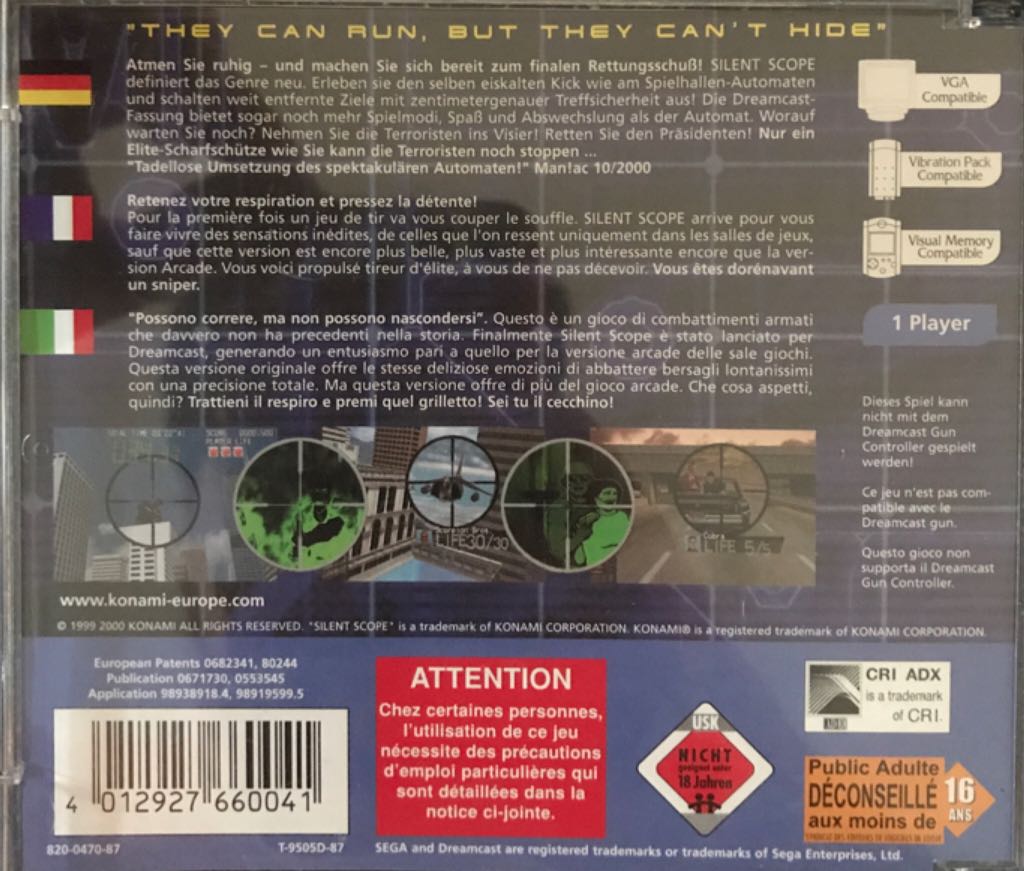 "THEY CAN RUN, BUT THEY CAN'T HIDE"
Atmen Sie ruhig – und machen Sie sich bereit zum finalen Rettungsschuß! SILENT SCOPE
definiert das Genre neu. Erleben sie den selben eiskalten Kick wie am Spielhallen-Automaten
und schalten weit entfernte Ziele mit zentimetergenauer Treffsicherheit aus! Die Dreamcast-
Fassung bietet sogar noch mehr Spielmodi, Spaß und Abswechslung als der Automat. Worauf
warten Sie noch? Nehmen Sie die Terroristen ins Visier! Retten Sie den Präsidenten! Nur ein
Elite-Scharfschütze wie Sie kann die Terroristen noch stoppen ...
"Tadellose Umsetzung des spektakulären Automaten!" Man!ac 10/2000
Retenez votre respiration et pressez la détente!
Pour la première fois un jeu de tir va vous couper le souffle. SILENT SCOPE arrive pour vous
faire vivre des sensations inédites, de celles que l'on ressent uniquement dans les salles de jeux,
sauf que cette version est encore plus belle, plus vaste et plus intéressante encore que la ver-
sion Arcade. Vous voici propulsé tireur d'élite, à vous de ne pas décevoir. Vous êtes dorénavant
un sniper.
"Possono correre, ma non possono nascondersi". Questo è un gioco di combattimenti armati
che davvero non ha precedenti nella storia. Finalmente Silent Scope è stato lanciato per
Dreamcast, generando un entusiasmo pari a quello per la versione arcade delle sale giochi.
Questa versione originale offre le stesse deliziose emozioni di abbattere bersagli lontanissimi
con una precisione totale. Ma questa versione offre di più del gioco arcade. Che cosa aspetti,
quindi? Trattieni il respiro e premi quel grilletto! Sei tu il cecchino!
VGA
Compatible
Vibration Pack
Compatible
Visual Memory
Compatible
1 Player
Dieses Spiel kann
nicht mit dem
Dreamcast Gun
Controller gespielt
werden!
Ce jeu n'est pas com-
patible avec le
Dreamcast gun.
Questo gioco non
supporta il Dreamcast
Gun Controller.
PLAYER LIFE
LIFE30/30
Cobra
LIFE 5/5
www.konami-europe.com
© 1999 2000 KONAMI ALL RIGHTS RESERVED. "SILENT SCOPE" is a trademark of KONAMI CORPORATION. KONAMI® is a registered trademark of KONAMI CORPORATION.
European Patents 0682341, 80244
Publication 0671730, 0553545
Application 98938918.4, 98919599.5
4 012927 660041
820-0470-87
T-9505D-87
ATTENTION
Chez certaines personnes,
l'utilisation de ce jeu
nécessite des précautions
d'emploi particulières qui
sont détaillées dans la
notice ci-jointe.
USK
NICHT
geeignet unter
18 Jahren
CRI ADX
is a trademark
of CRI.
Public Adulte
DÉCONSEILLÉ
aux moins de
16
ANS
SEGA and Dreamcast are registered trademarks or trademarks of Sega Enterprises, Ltd.